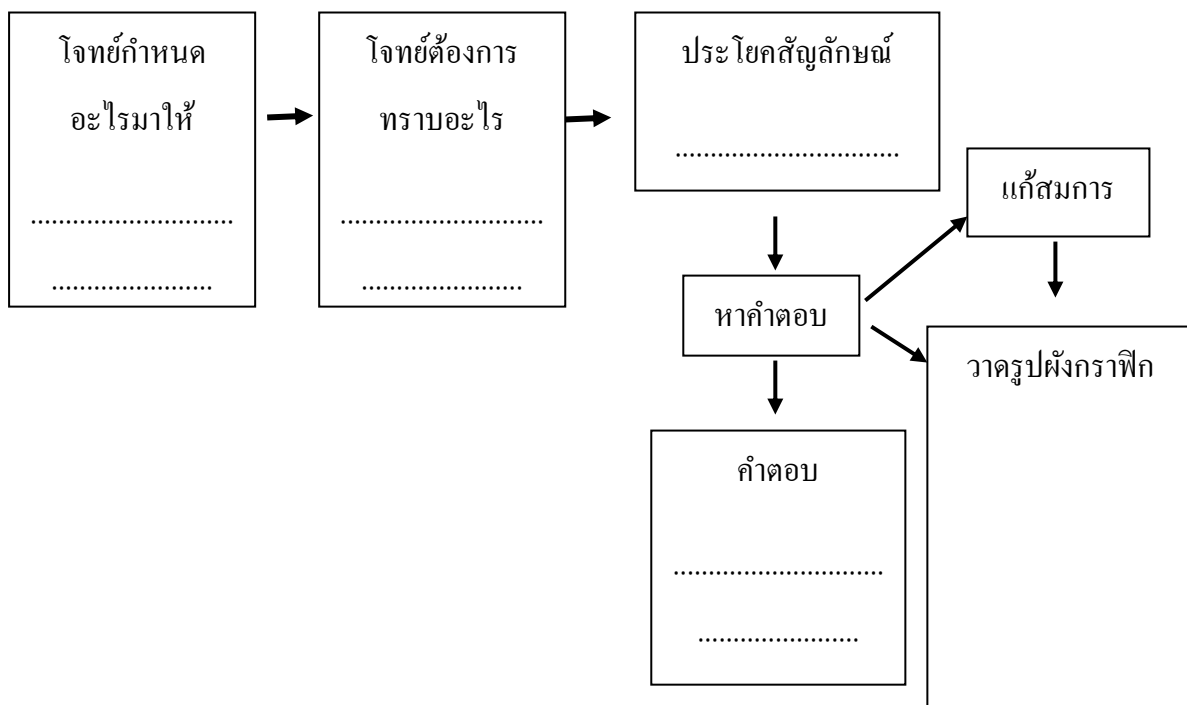 โจทย์กำหนด
อะไรมาให้
.............................
.......................
โจทย์ต้องการ
ทราบอะไร
.............................
.......................
ประโยคสัญลักษณ์
................................
แก้สมการ
หาคำตอบ
วาดรูปผังกราฟิก
คำตอบ
..............................
.......................